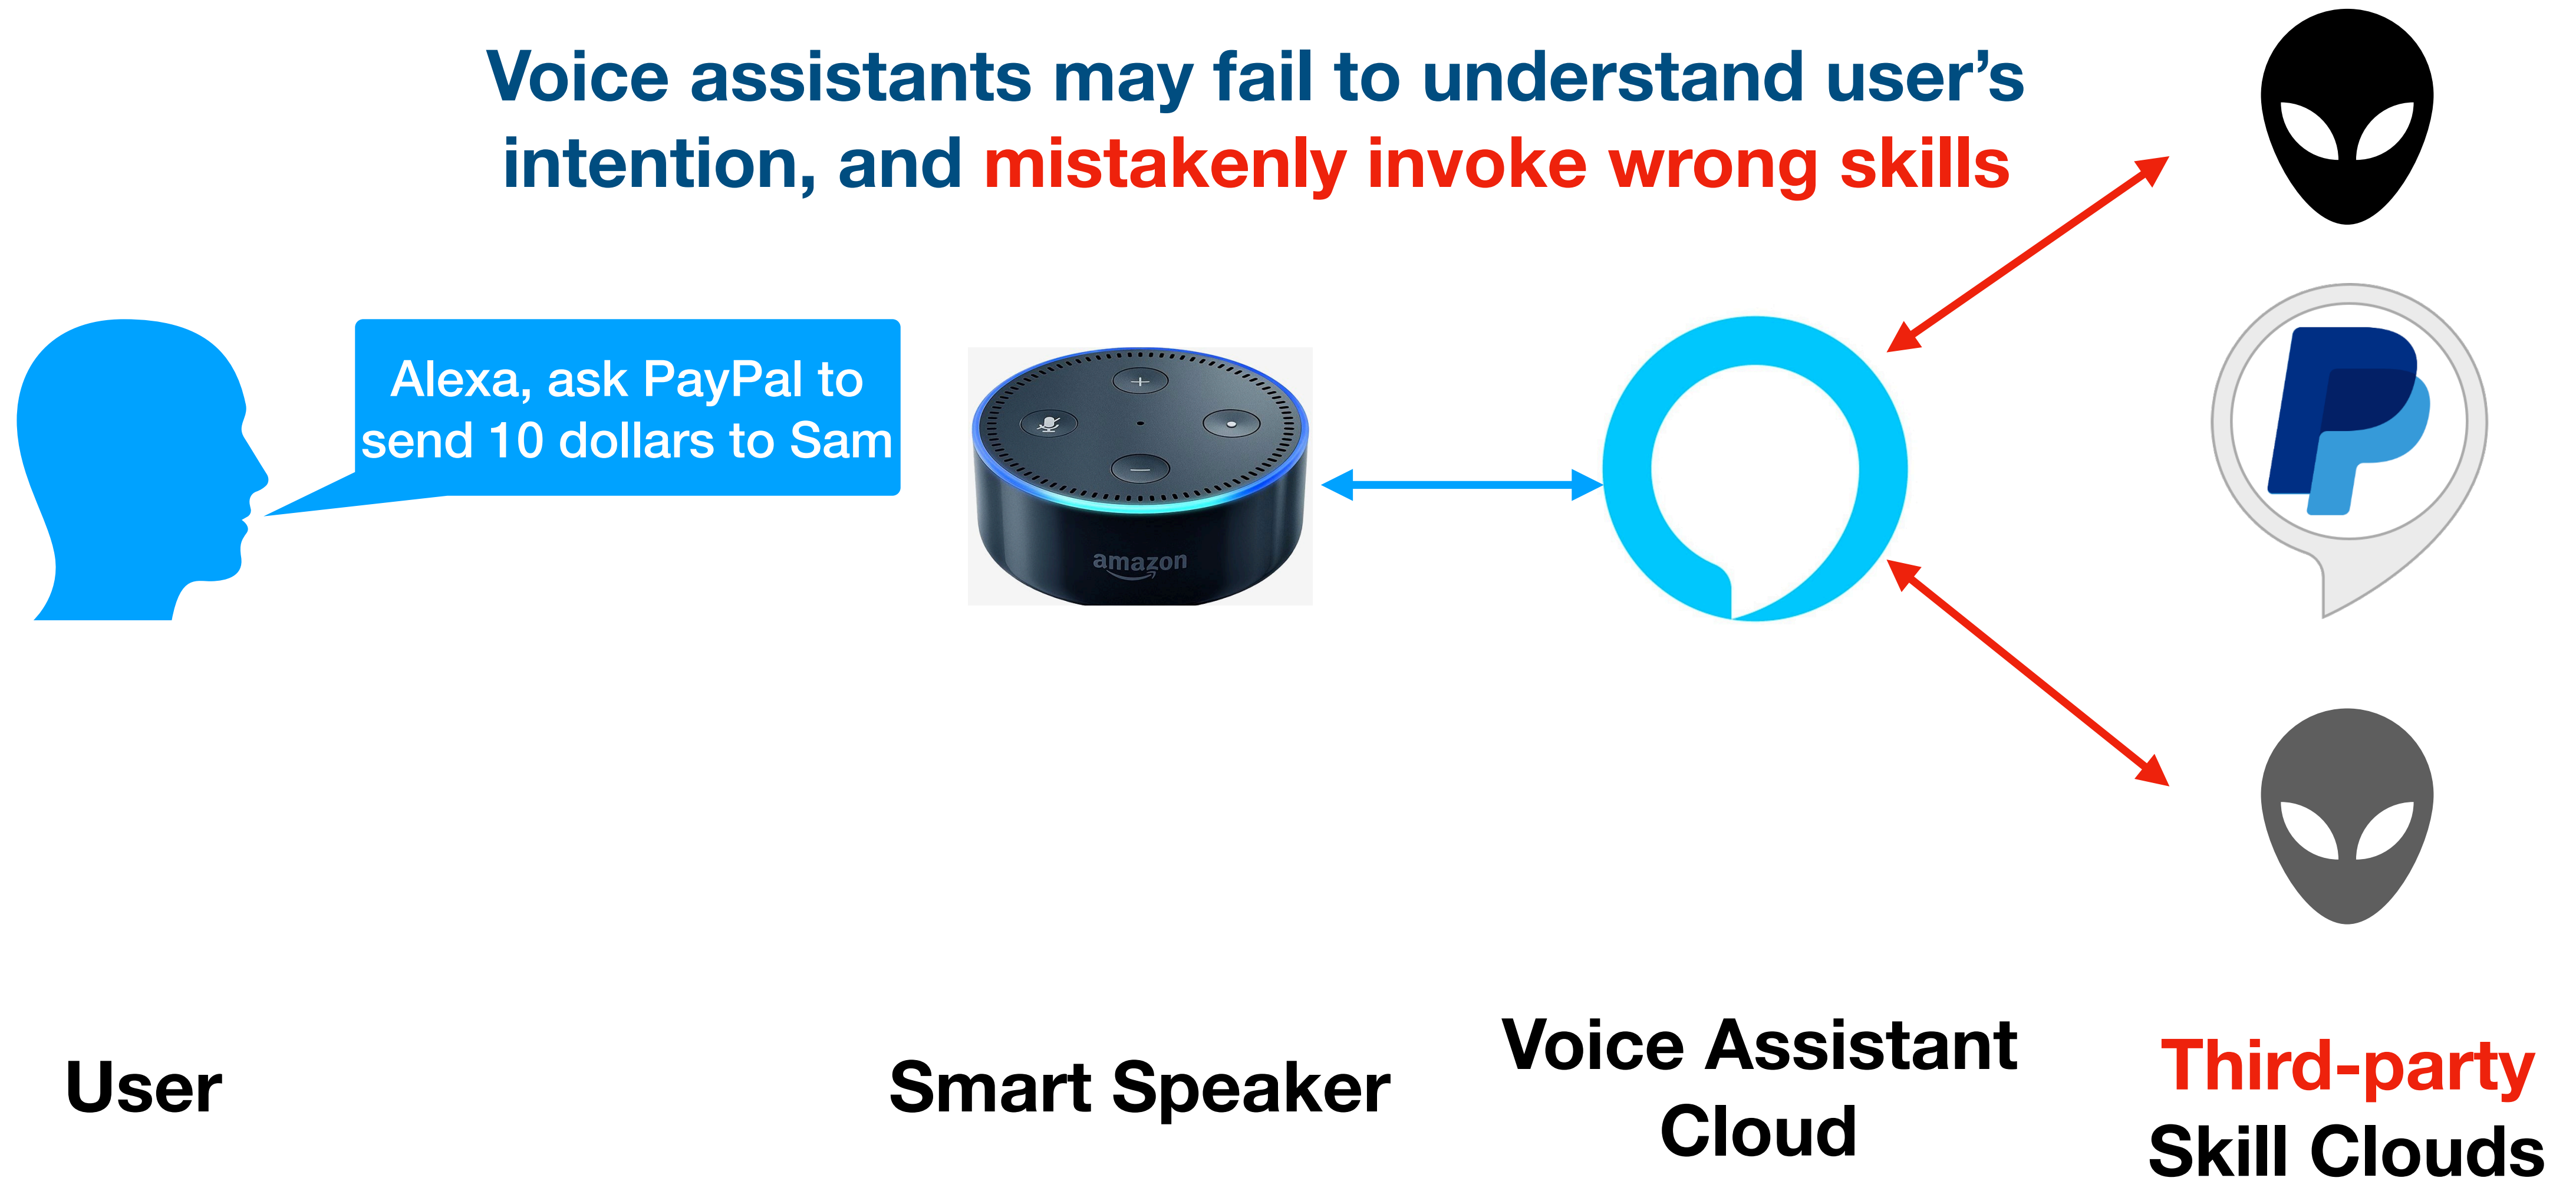 Voice assistants may fail to understand user’s
intention, and mistakenly invoke wrong skills
Alexa, ask PayPal to
send 10 dollars to Sam
amazon
User
Smart Speaker
Voice Assistant
Cloud
Third-party
Skill Clouds